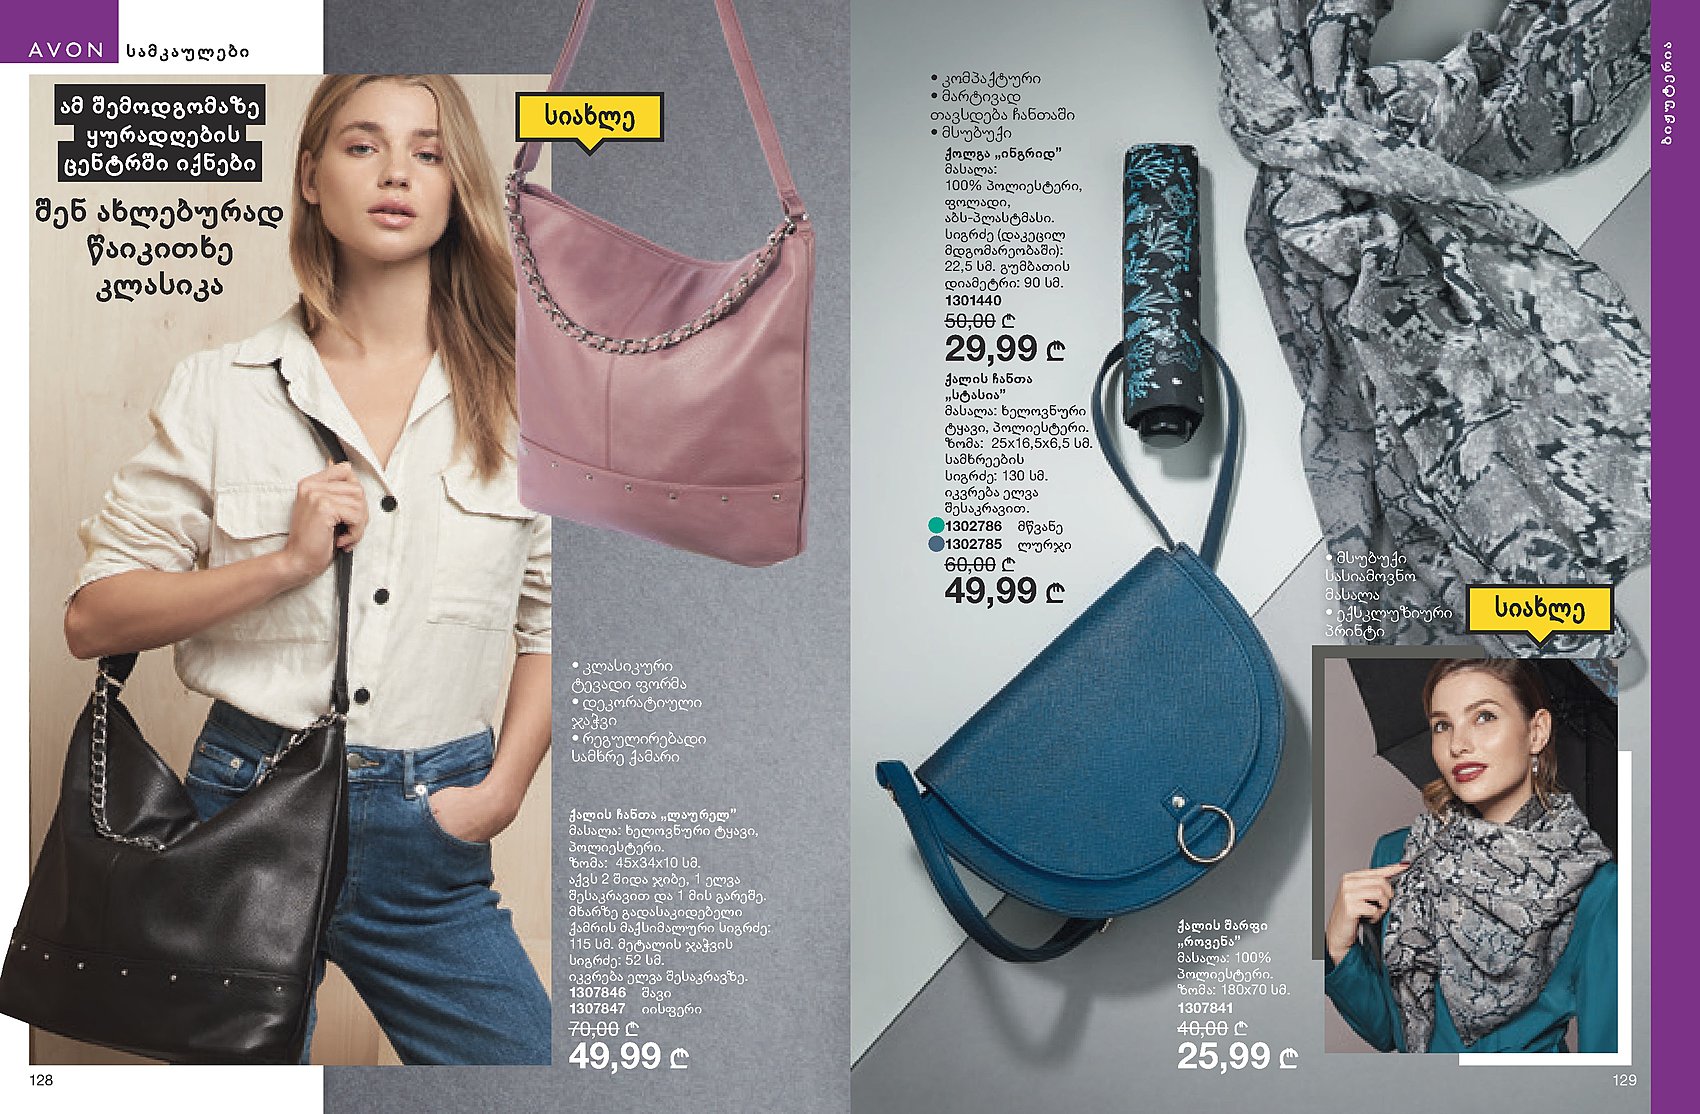 AVON სამკაულები
ამ შემოდგომაზე
ყურადღების
ცენტრში იქნები
შენ ახლებურად
წაიკითხე
კლასიკა
სიახლე
• კლასიკური
ტევადი ფორმა
• დეკორატიული
ჯაჭვი
• რეგულირებადი
სამხრე ქამარი
ქალის ჩანთა „ლაურელ”
მასალა: ხელოვნური ტყავი,
პოლიესტერი.
ზომა: 45x34x10 სმ.
აქვს 2 შიდა ჯიბე, 1 ელვა
შესაკრავით და 1 მის გარეშე.
მხარზე გადასაკიდებელი
ქამრის მაქსიმალური სიგრძე:
115 სმ. მეტალის ჯაჭვის
სიგრძე: 52 სმ.
იკვრება ელვა შესაკრავზე.
1307846 შავი
1307847 იისფერი
70,00 ₾
49,99 ₾
128
• კომპაქტური
• მარტივად
თავსდება ჩანთაში
• მსუბუქი
ქოლგა „ინგრიდ”
მასალა:
100% პოლიესტერი,
ფოლადი,
აბს-პლასტმასი.
სიგრძე (დაკეცილ
მდგომარეობაში):
22,5 სმ. გუმბათის
დიამეტრი: 90 სმ.
1301440
50,00 ₾
29,99 ₾
ქალის ჩანთა
„სტასია”
მასალა: ხელოვნური
ტყავი, პოლიესტერი.
ზომა: 25x16,5x6,5 სმ.
სამხრეების
სიგრძე: 130 სმ.
იკვრება ელვა
შესაკრავით.
1302786 მწვანე
1302785 ლურჯი
60,00 ₾
49,99 ₾
• მსუბუქი
სასიამოვნო
მასალა
• ექსკლუზიური
პრინტი
სიახლე
ქალის შარფი
„როვენა”
მასალა: 100%
პოლიესტერი.
ზომა: 180x70 სმ.
1307841
40,00 ₾
25,99 ₾
ბიჟუტერია
129